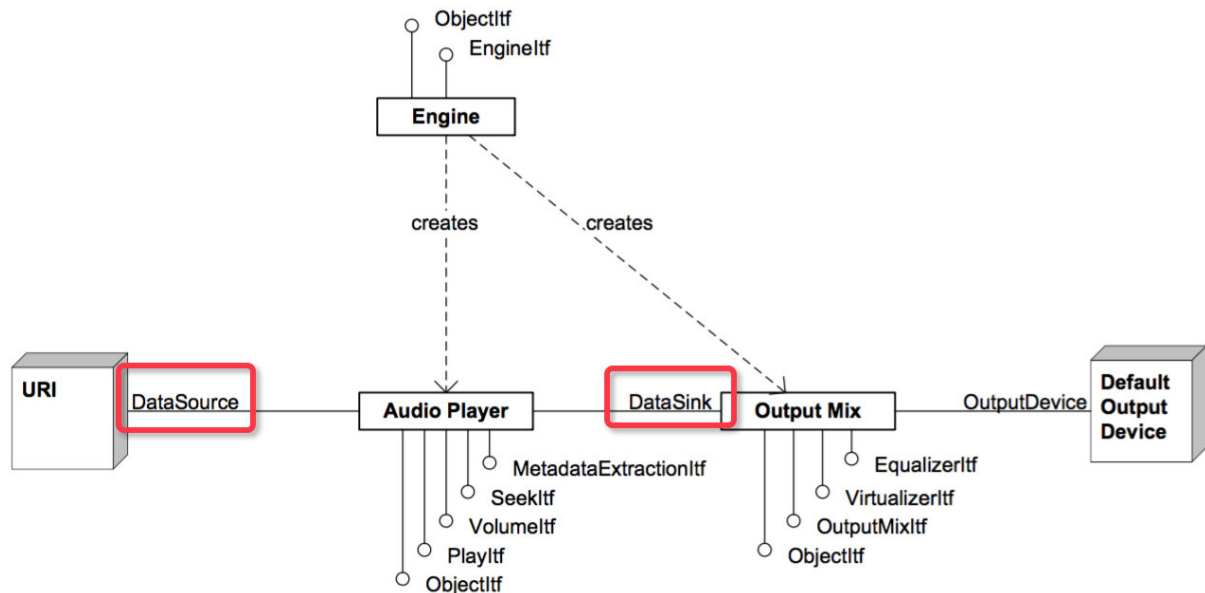 ObjectItf
EngineItf
Engine
creates
creates
URI
DataSource
Audio Player
DataSink
Output Mix
OutputDevice
Default
Output
Device
MetadataExtractionItf
SeekItf
VolumeItf
PlayItf
ObjectItf
EqualizerItf
VirtualizerItf
OutputMixItf
ObjectItf